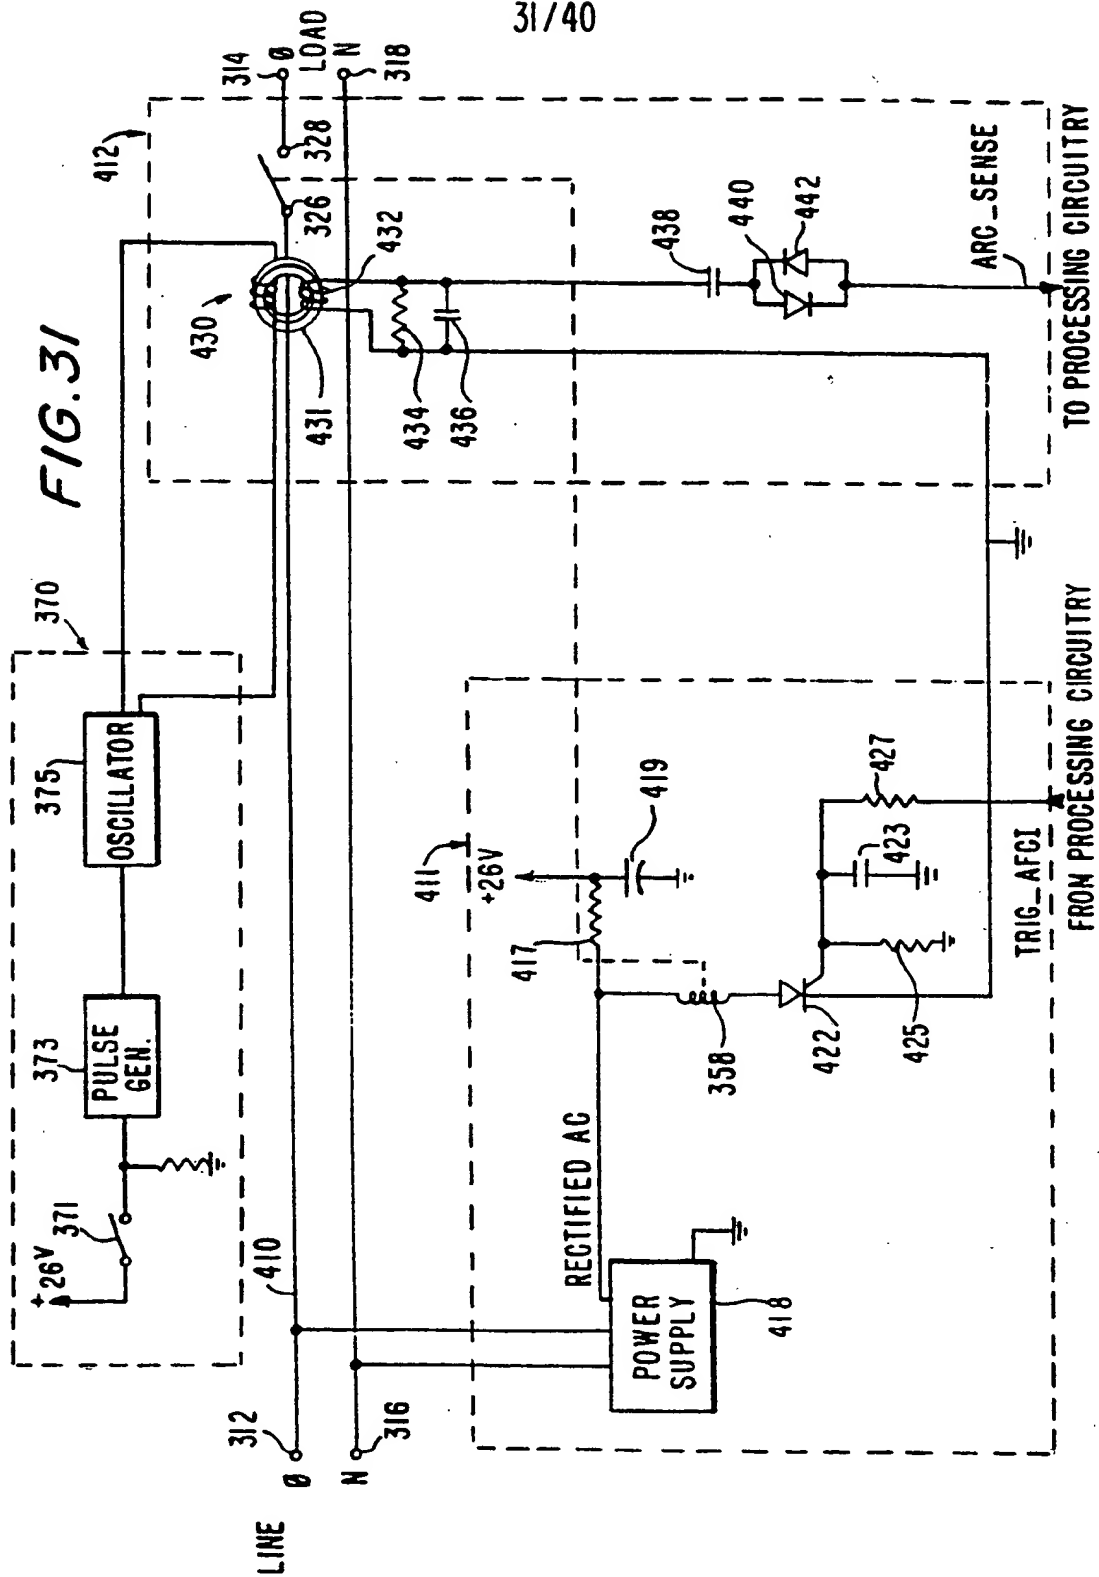 31/40
FIG. 31
370
+26V
371
373
PULSE
GEN.
375
OSCILLATOR
412
LINE
Ø
312
410
N
316
430
431
432
326
328
314
Ø
LOAD
N
318
434
436
438
440
442
ARC_SENSE
TO PROCESSING CIRCUITRY
411
+26V
417
419
RECTIFIED AC
POWER
SUPPLY
418
358
422
425
423
427
TRIG_AFCI
FROM PROCESSING CIRCUITRY